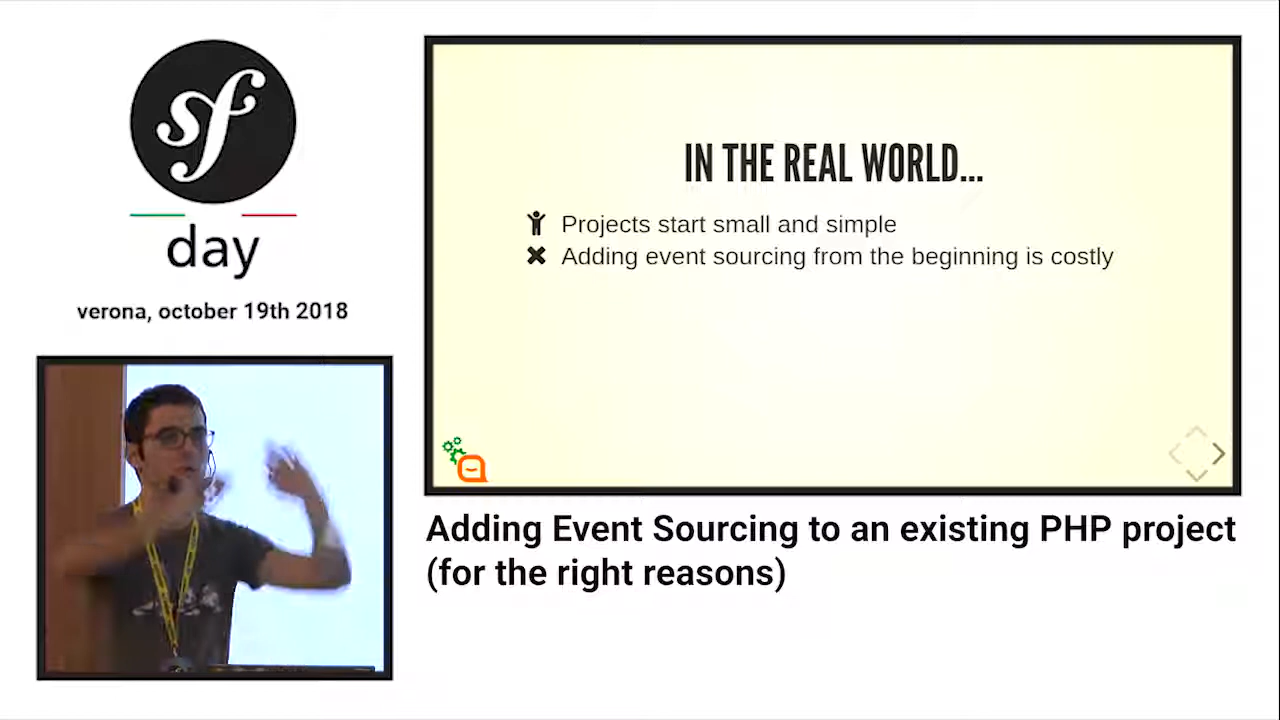 sf
day
verona, october 19th 2018
IN THE REAL WORLD...
Projects start small and simple
Adding event sourcing from the beginning is costly
Adding Event Sourcing to an existing PHP project
(for the right reasons)